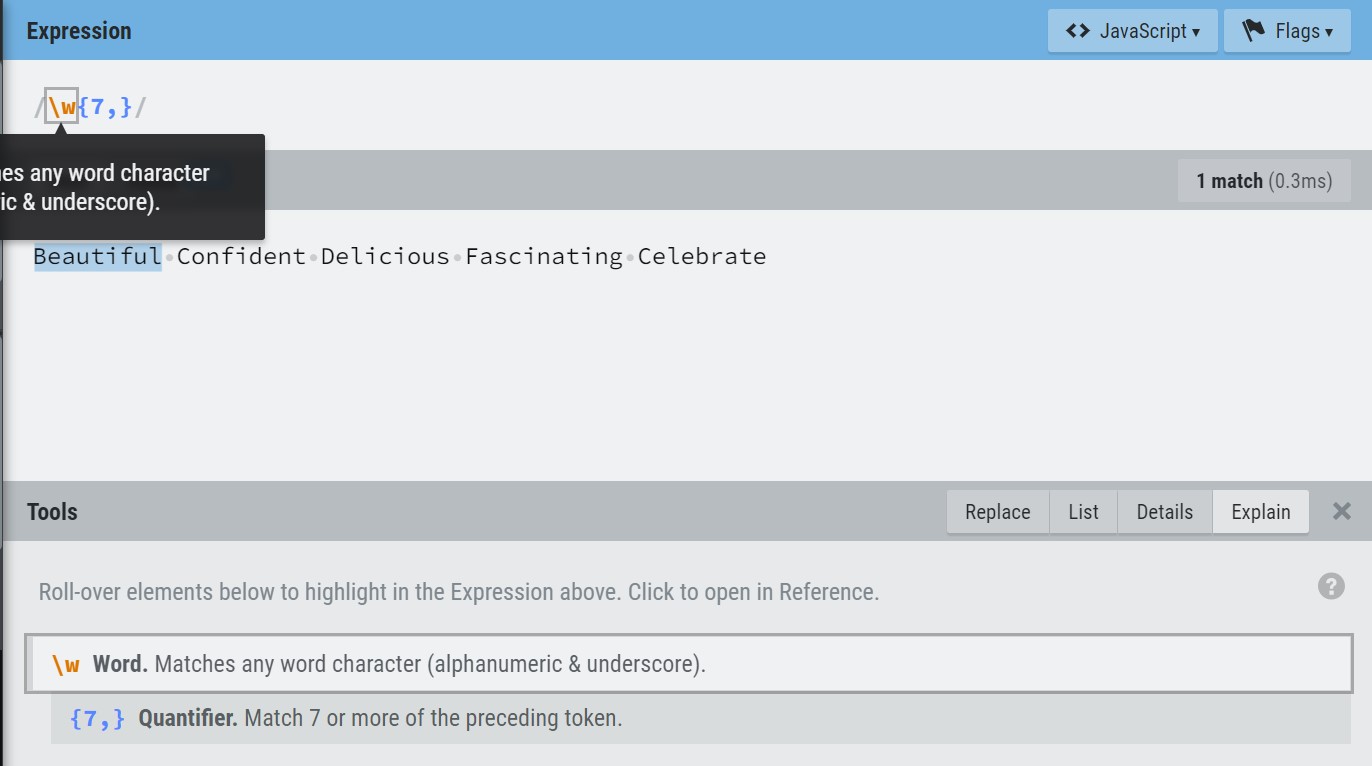 Expression
JavaScript ▾
Flags ▾
/\w{7,}/
any word character
& underscore).
1 match (0.3ms)
Beautiful Confident Delicious Fascinating Celebrate
Tools
Replace
List
Details
Explain
Roll-over elements below to highlight in the Expression above. Click to open in Reference.
\w Word. Matches any word character (alphanumeric & underscore).
{7,} Quantifier. Match 7 or more of the preceding token.